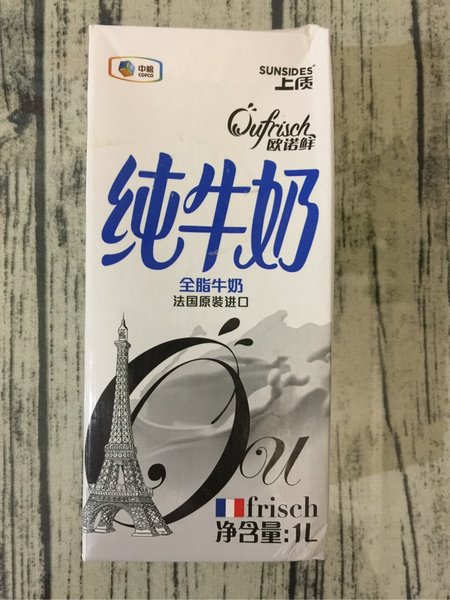 中粮
COFCO
SUNSIDES
上质
Oufrisch
欧诺鲜
纯牛奶
全脂牛奶
法国原装进口
Ou
frisch
净含量:1L